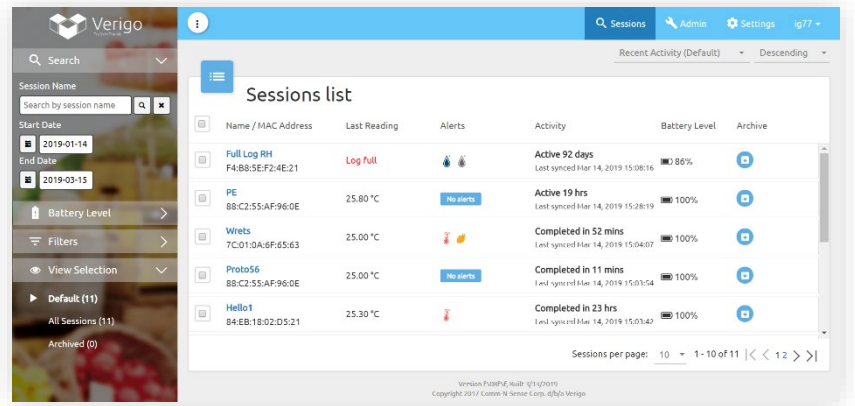 Verigo
Sessions
Admin
Settings
ig77
Search
Recent Activity (Default)
Descending
Session Name
Search by session name
Start Date
2019-01-14
End Date
2019-03-15
Battery Level
Filters
View Selection
Default (11)
All Sessions (11)
Archived (0)
Sessions list
Name / MAC Address Last Reading Alerts Activity Battery Level Archive
Full Log RH Log full Active 92 days 86%
F4:B8:5E:F2:4E:21 Last synced Mar 14, 2019 15:08:16
PE 25.80 °C No alerts Active 19 hrs 100%
88:C2:55:AF:96:0E Last synced Mar 14, 2019 15:28:19
Wrets 25.00 °C Completed in 52 mins 100%
7C:01:0A:6F:65:63 Last synced Mar 14, 2019 15:04:07
Proto56 25.00 °C No alerts Completed in 11 mins 100%
88:C2:55:AF:96:0E Last synced Mar 14, 2019 15:03:54
Hello1 25.30 °C Completed in 23 hrs 100%
84:EB:18:02:D5:21 Last synced Mar 14, 2019 15:03:42
Sessions per page: 10 1 - 10 of 11 1 2
Version Built 3/14/2019
Copyright 2017 Comm N-Sense Corp. d/b/a Verigo